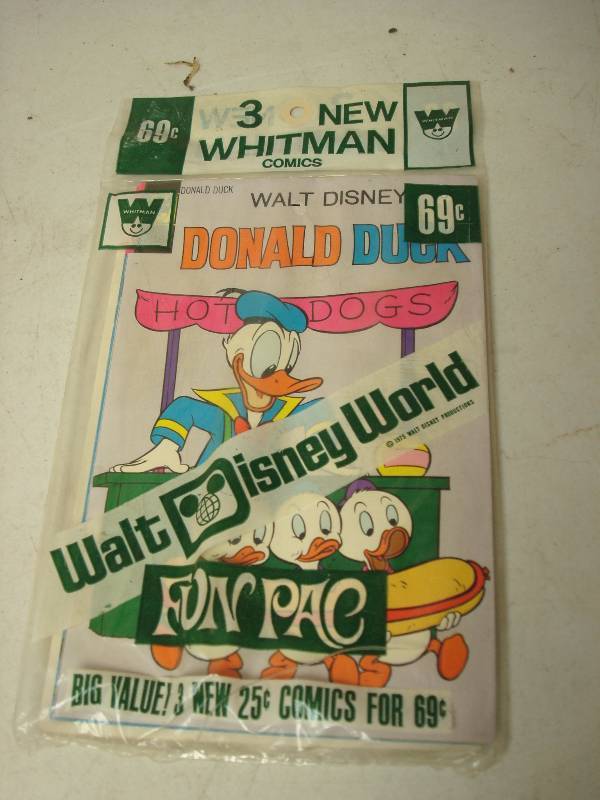 69¢
3 NEW
WHITMAN
COMICS
W
WHITMAN
W
WHITMAN
DONALD DUCK
WALT DISNEY
69¢
DONALD DUCK
HOT DOGS
Walt Disney World
© 1975 WALT DISNEY PRODUCTIONS
FUN PAC
BIG VALUE! 3 NEW 25¢ COMICS FOR 69¢